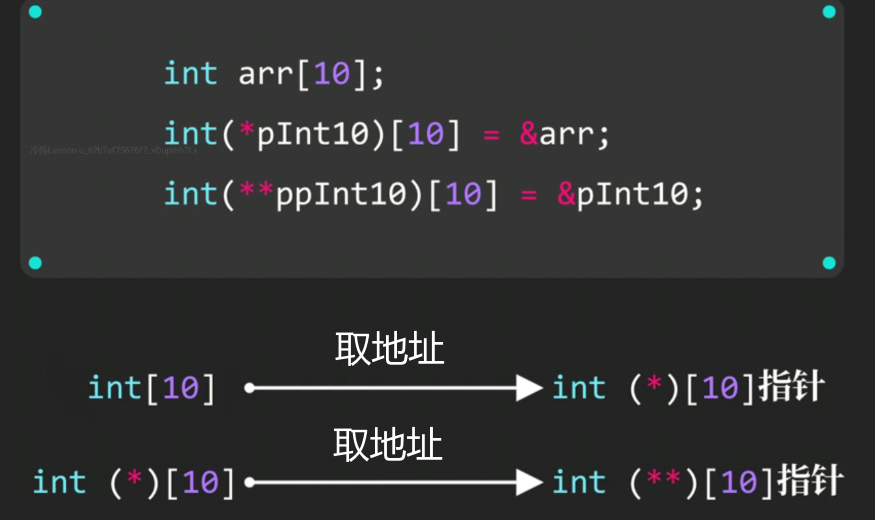 int arr[10];
int(*pInt10)[10] = &arr;
int(**ppInt10)[10] = &pInt10;
取地址
int[10] int (*)[10]指针
取地址
int (*)[10] int (**)[10]指针